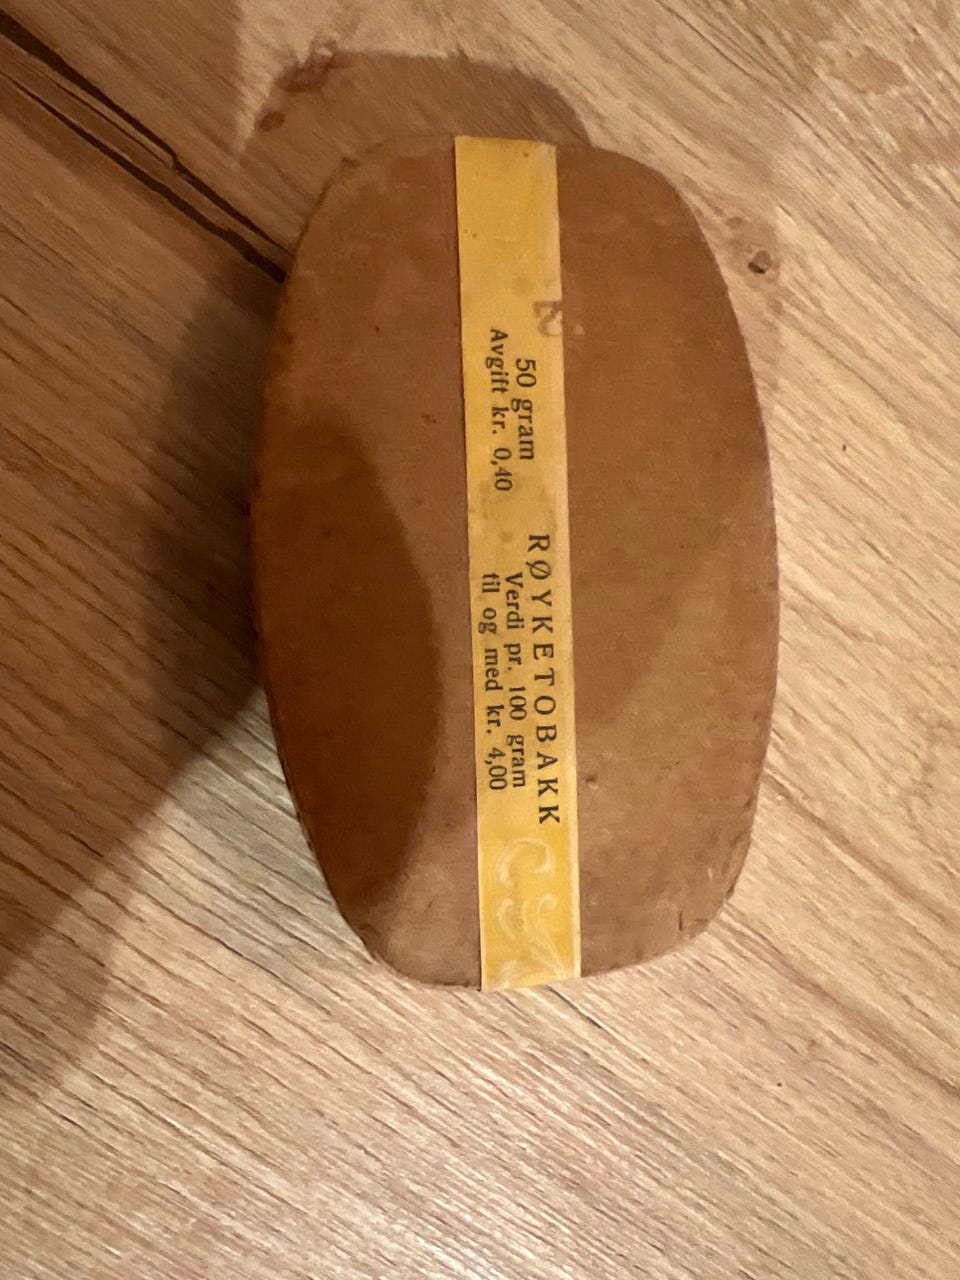 50 gram
Avgift kr. 0,40
RØYKETOBAKK
Verdi pr. 100 gram
til og med kr. 4,00